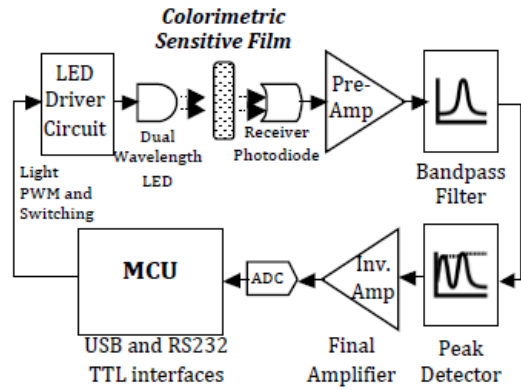 Colorimetric
Sensitive Film
LED
Driver
Circuit
Dual
Wavelength
LED
Receiver
Photodiode
Pre-
Amp
Bandpass
Filter
Light
PWM and
Switching
MCU
ADC
Inv.
Amp
USB and RS232
TTL interfaces
Final
Amplifier
Peak
Detector